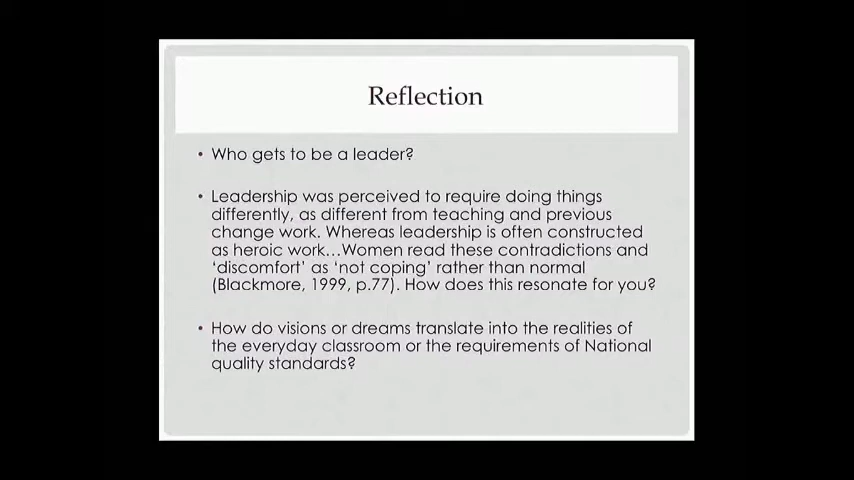 Reflection
• Who gets to be a leader?
• Leadership was perceived to require doing things
differently, as different from teaching and previous
change work. Whereas leadership is often constructed
as heroic work…Women read these contradictions and
‘discomfort’ as ‘not coping’ rather than normal
(Blackmore, 1999, p.77). How does this resonate for you?
• How do visions or dreams translate into the realities of
the everyday classroom or the requirements of National
quality standards?